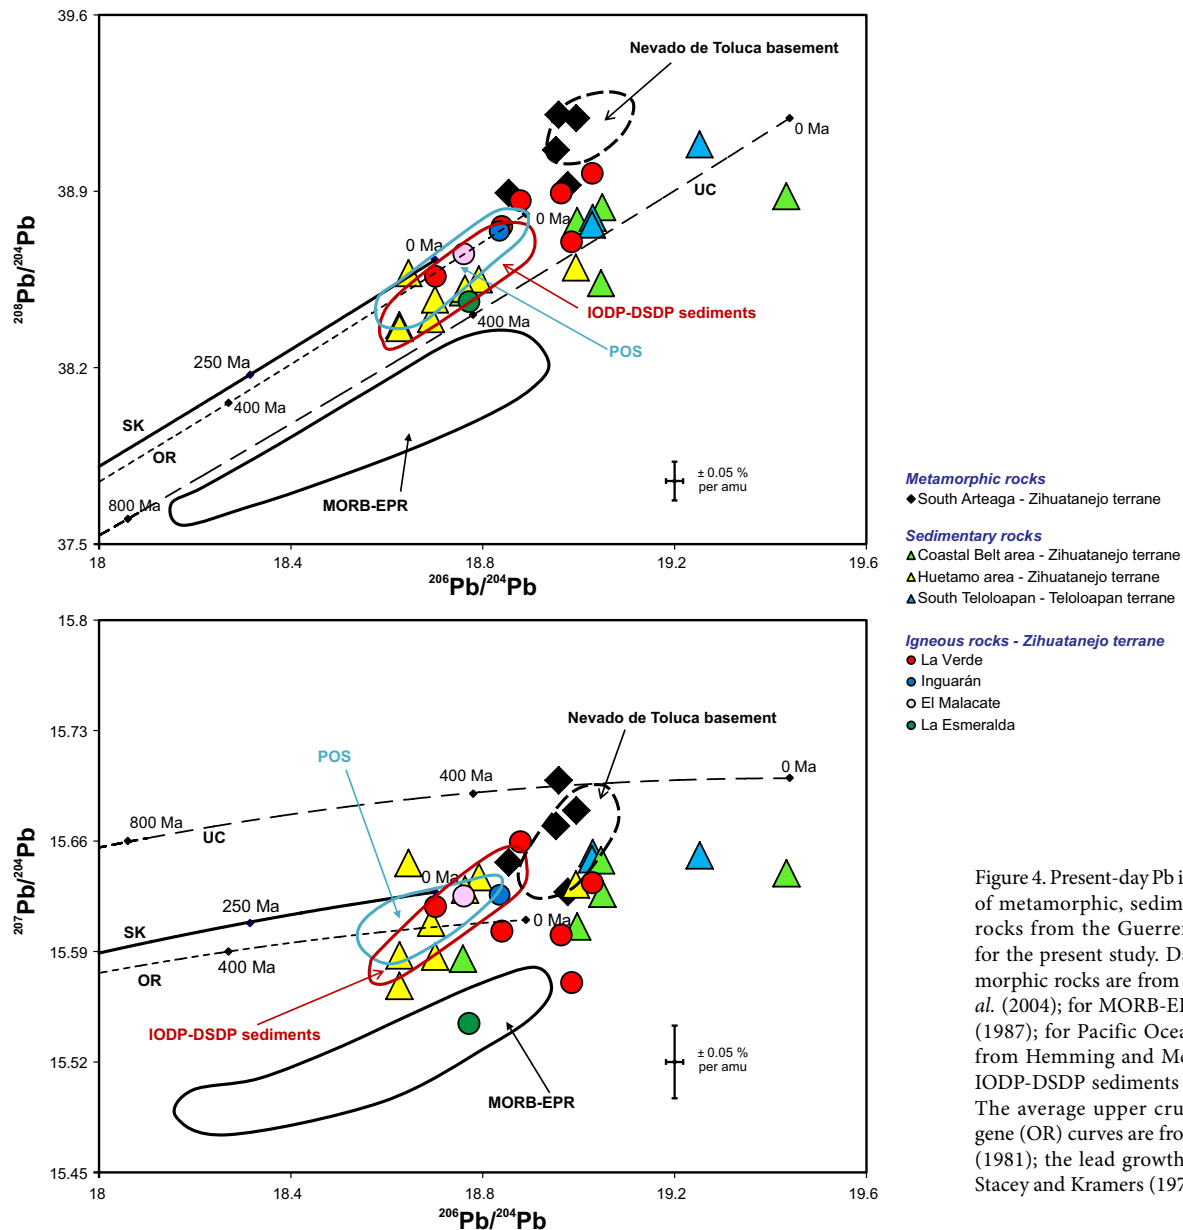 39.6
38.9
38.2
37.5
208Pb/204Pb
Nevado de Toluca basement
0 Ma
UC
0 Ma
0 Ma
IODP-DSDP sediments
400 Ma
POS
250 Ma
400 Ma
SK
OR
MORB-EPR
800 Ma
± 0.05 %
per amu
18
18.4
18.8
19.2
19.6
206Pb/204Pb
Metamorphic rocks
South Arteaga - Zihuatanejo terrane
Sedimentary rocks
Coastal Belt area - Zihuatanejo terrane
Huetamo area - Zihuatanejo terrane
South Teloloapan - Teloloapan terrane
Igneous rocks - Zihuatanejo terrane
La Verde
Inguarán
El Malacate
La Esmeralda
15.8
15.73
15.66
15.59
15.52
15.45
207Pb/204Pb
Nevado de Toluca basement
POS
400 Ma
0 Ma
800 Ma
UC
0 Ma
250 Ma
0 Ma
SK
OR
400 Ma
IODP-DSDP sediments
MORB-EPR
± 0.05 %
per amu
18
18.4
18.8
19.2
19.6
206Pb/204Pb
Figure 4. Present-day Pb i
of metamorphic, sedim
rocks from the Guerrer
for the present study. Da
morphic rocks are from
al. (2004); for MORB-EP
(1987); for Pacific Ocea
from Hemming and Mc
IODP-DSDP sediments
The average upper cru
gene (OR) curves are fro
(1981); the lead growth
Stacey and Kramers (197